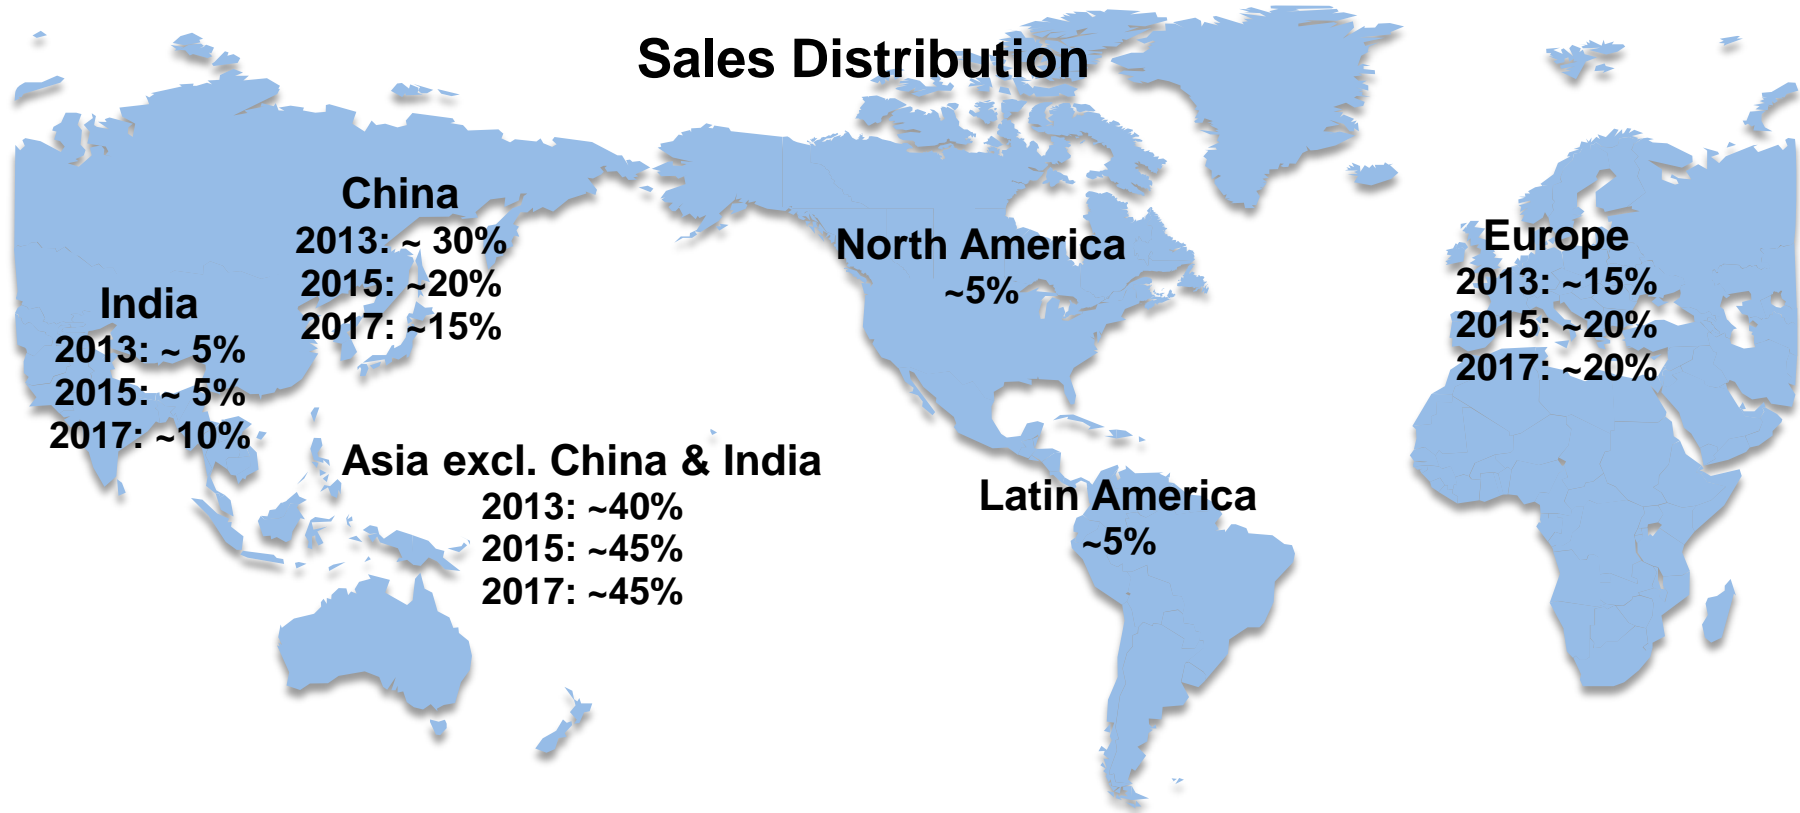 Sales Distribution
China
2013: ~ 30%
2015: ~20%
2017: ~15%
India
2013: ~ 5%
2015: ~ 5%
2017: ~10%
Asia excl. China & India
2013: ~40%
2015: ~45%
2017: ~45%
North America
~5%
Latin America
~5%
Europe
2013: ~15%
2015: ~20%
2017: ~20%